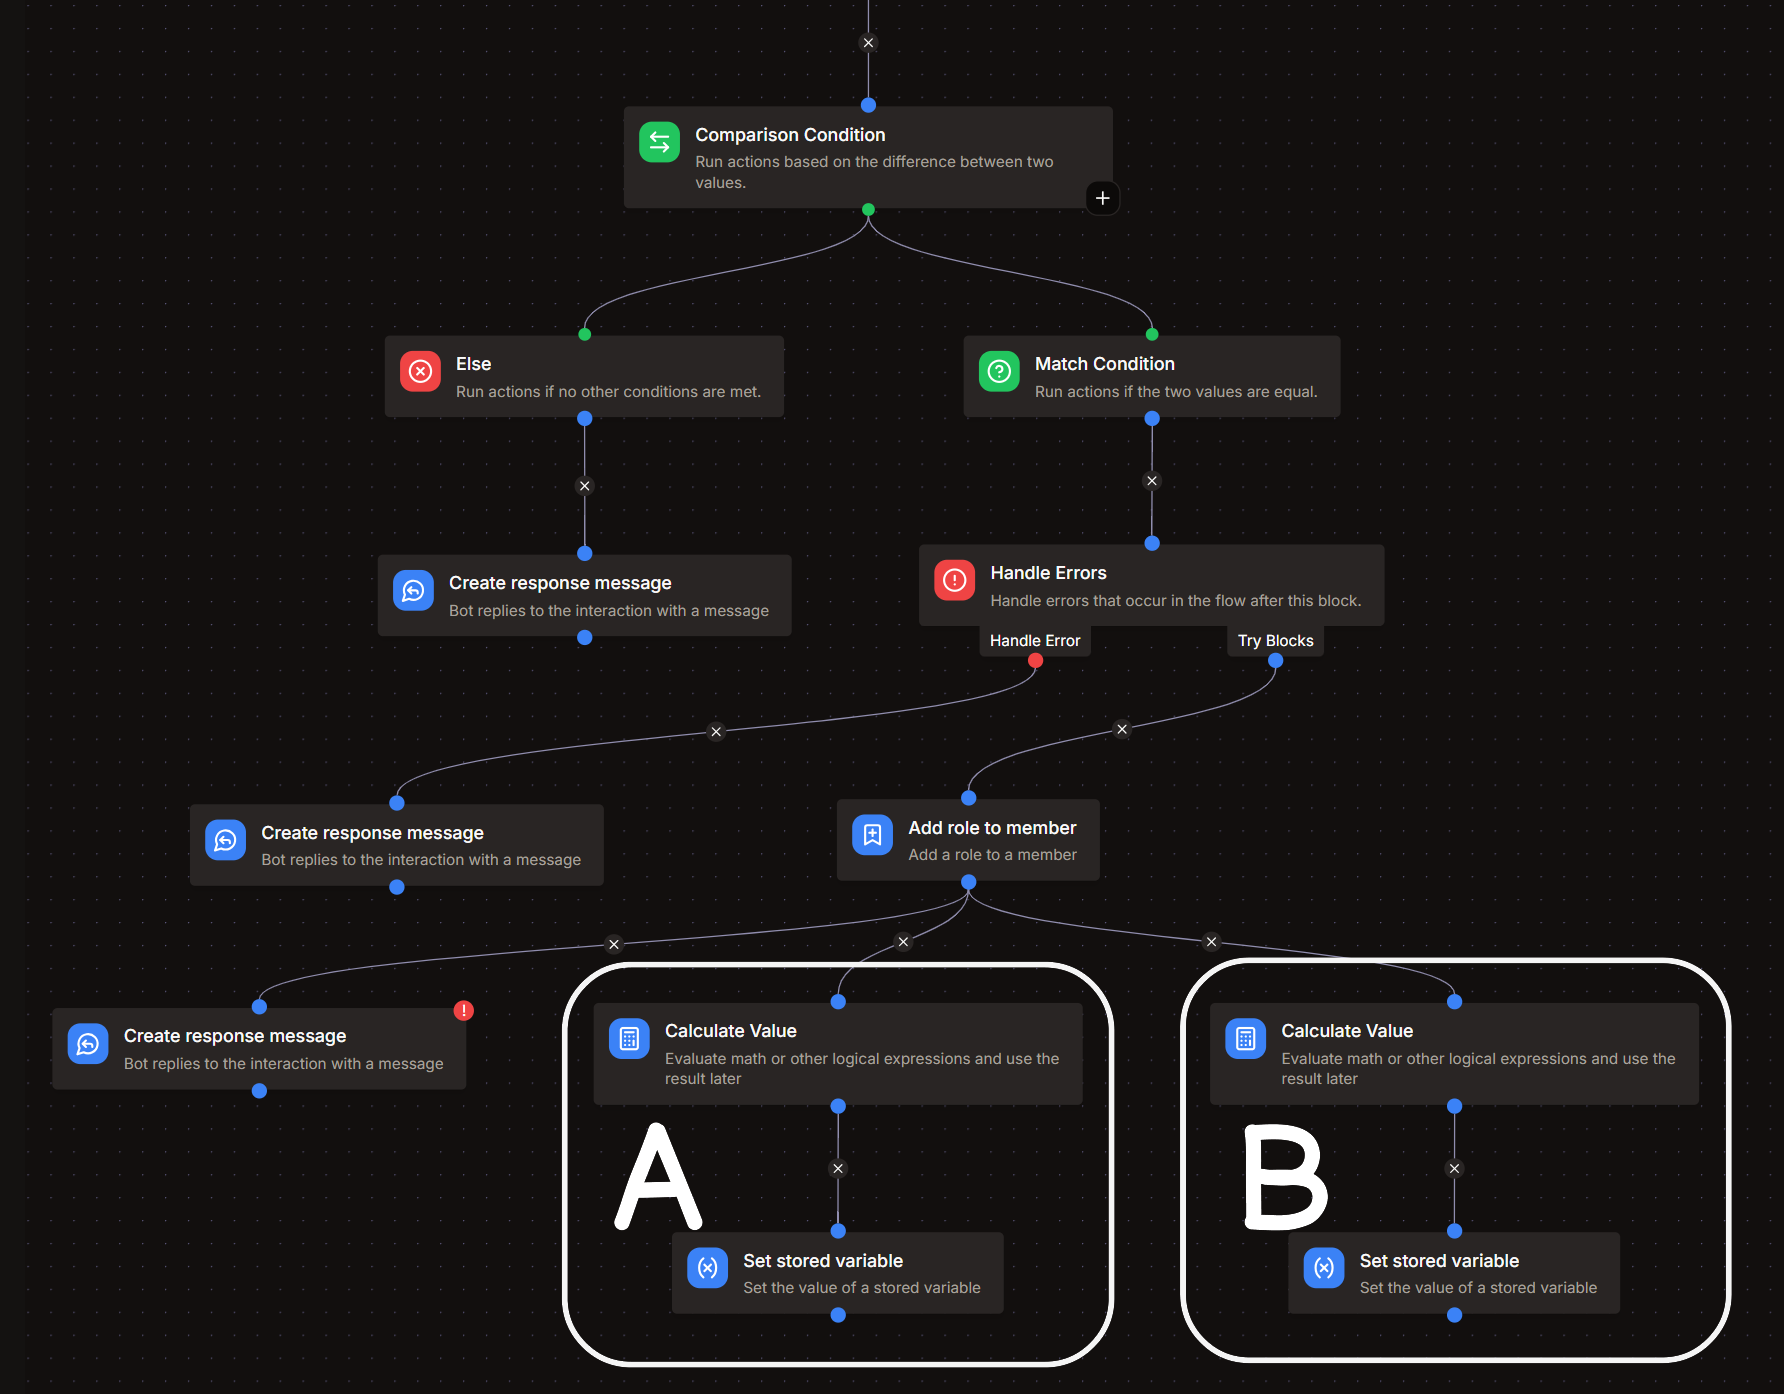 Comparison Condition
Run actions based on the difference between two
values.
Else
Run actions if no other conditions are met.
Match Condition
Run actions if the two values are equal.
Create response message
Bot replies to the interaction with a message
Handle Errors
Handle errors that occur in the flow after this block.
Handle Error
Try Blocks
Create response message
Bot replies to the interaction with a message
Add role to member
Add a role to a member
Create response message
Bot replies to the interaction with a message
Calculate Value
Evaluate math or other logical expressions and use the
result later
A
Set stored variable
Set the value of a stored variable
Calculate Value
Evaluate math or other logical expressions and use the
result later
B
Set stored variable
Set the value of a stored variable